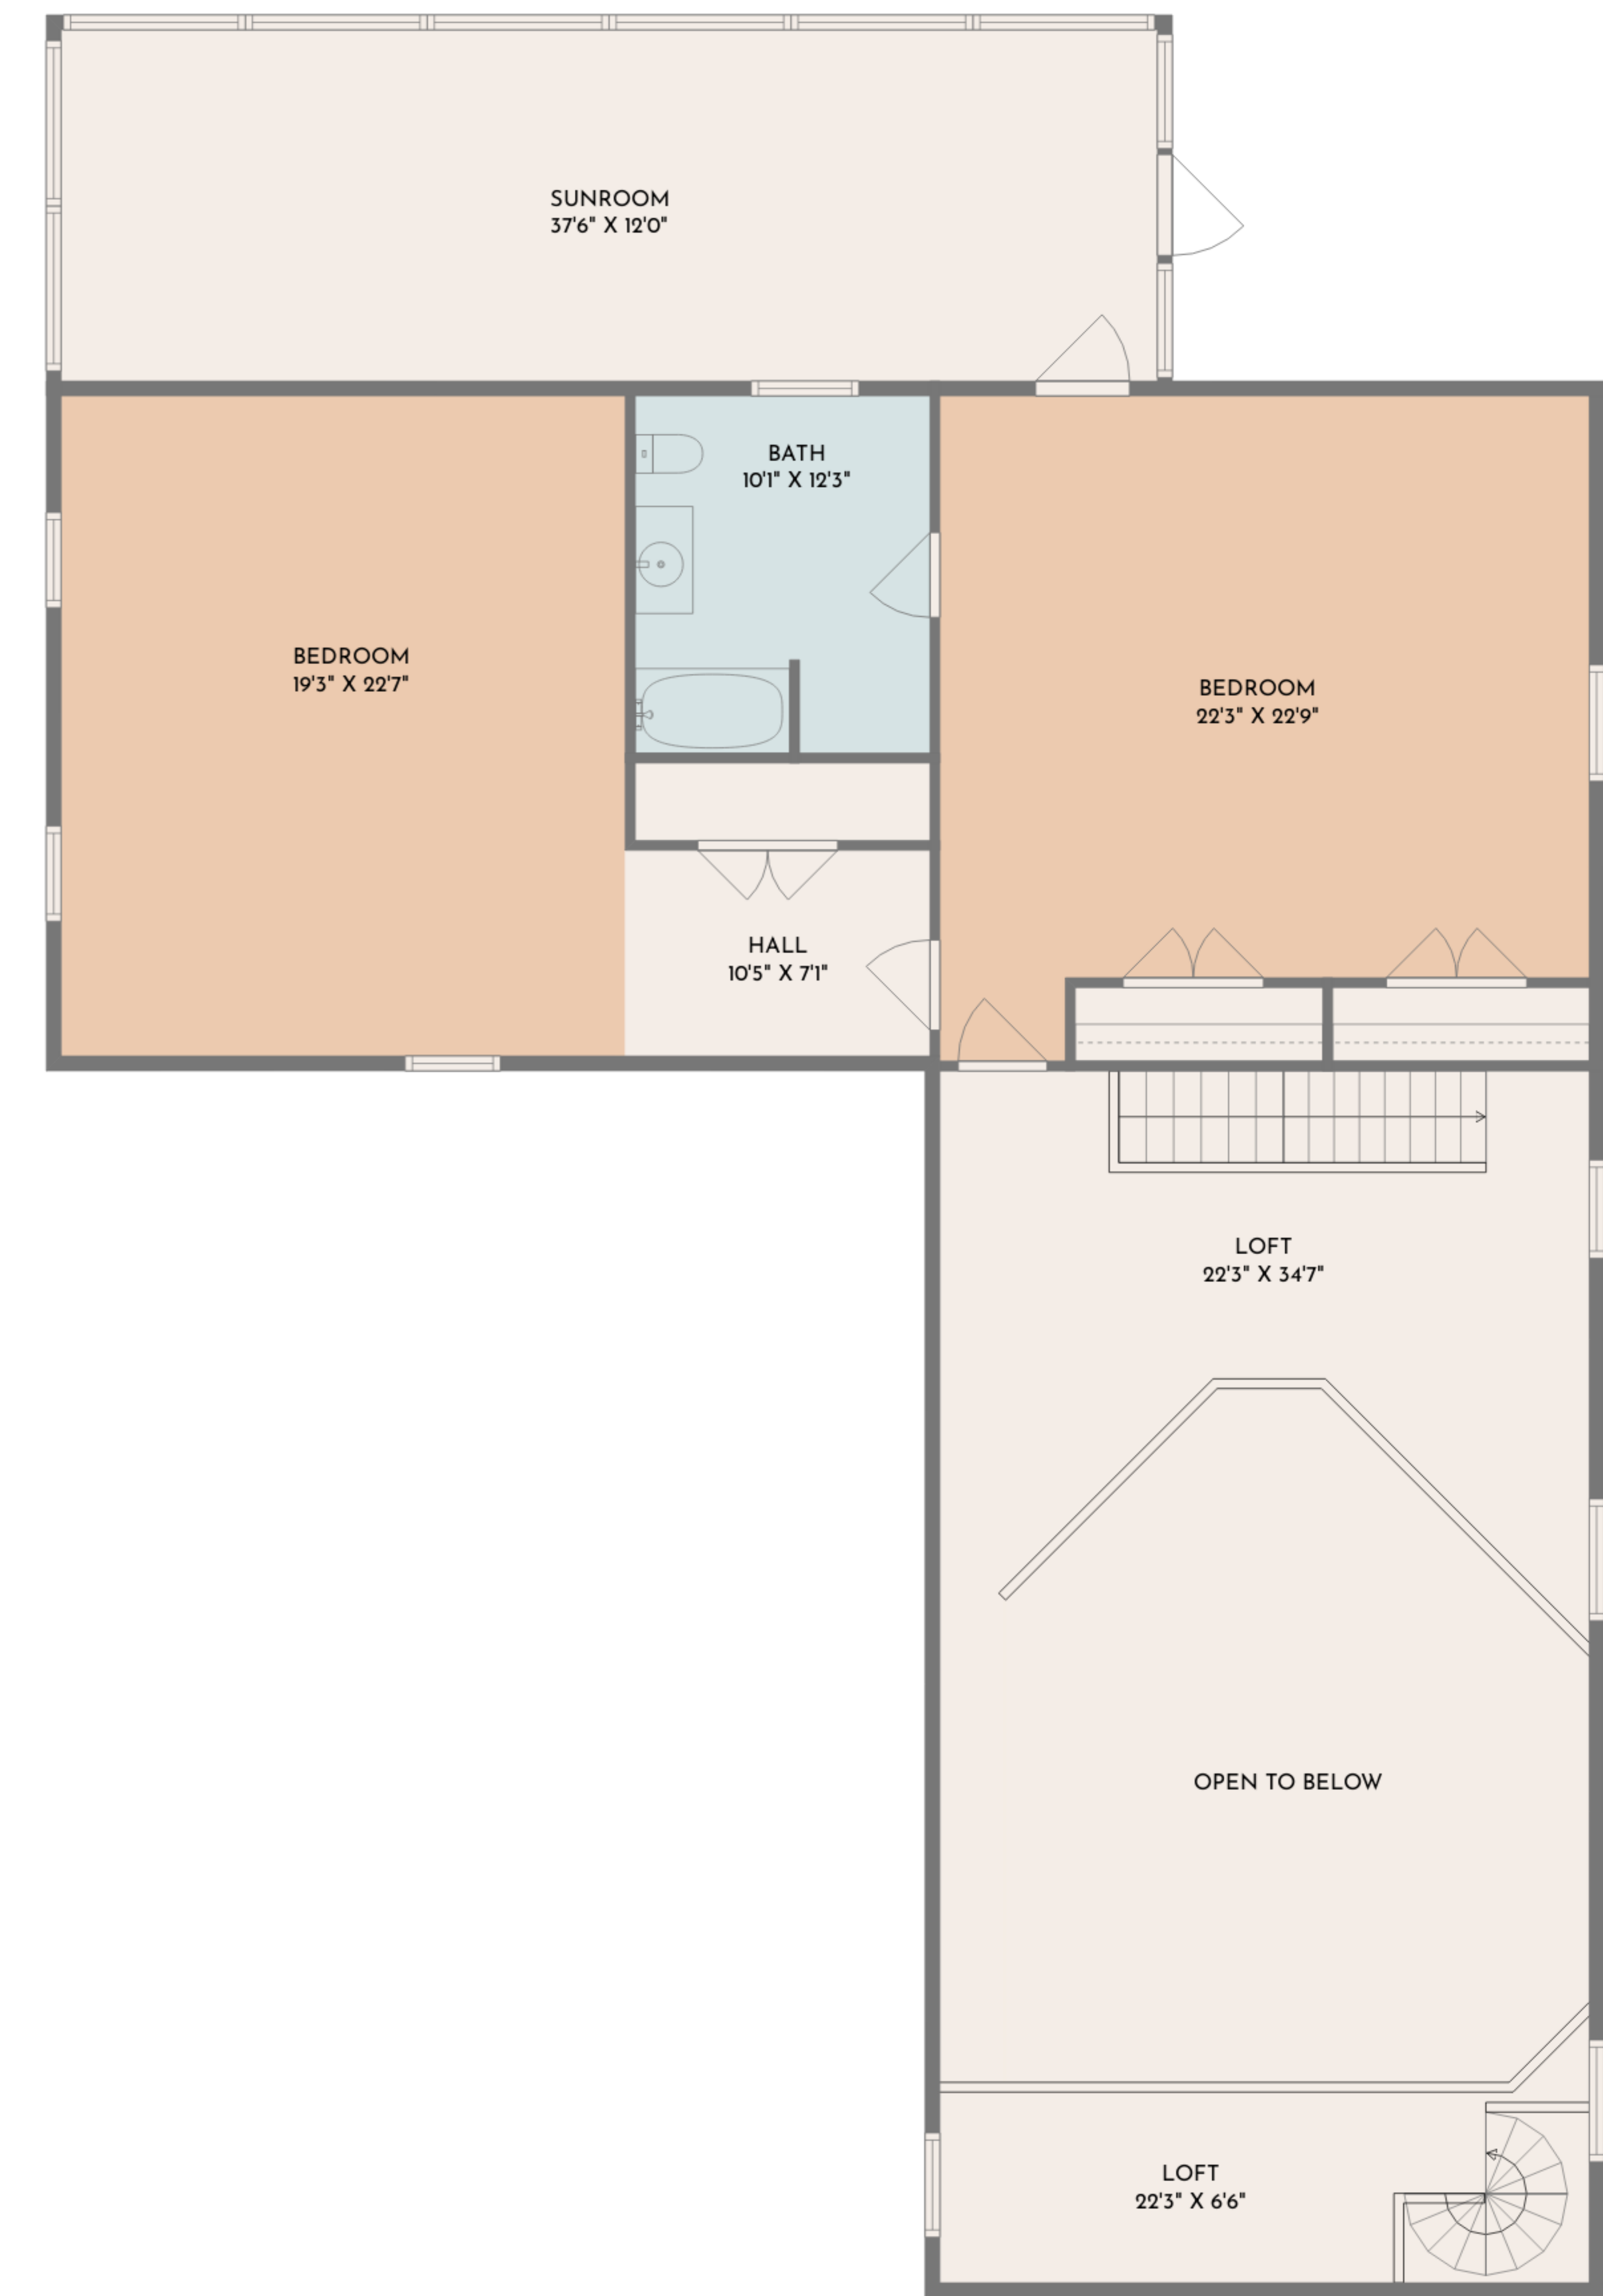 SUNROOM
37'6" X 12'0"
BATH
10'1" X 12'3"
BEDROOM
19'3" X 22'7"
BEDROOM
22'3" X 22'9"
HALL
10'5" X 7'1"
LOFT
22'3" X 34'7"
OPEN TO BELOW
LOFT
22'3" X 6'6"